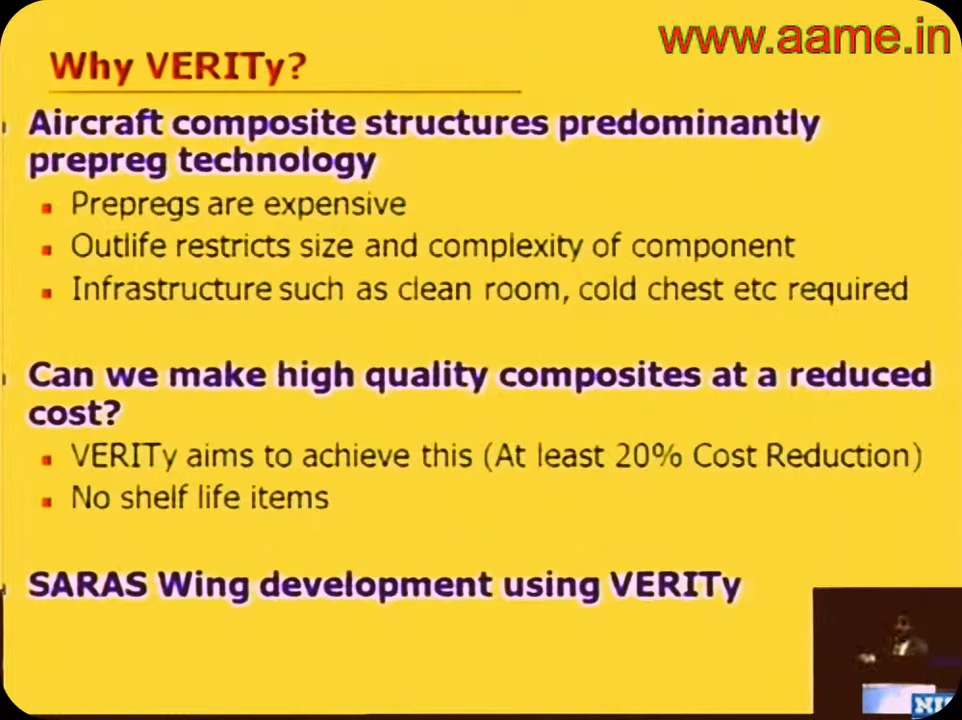 www.aame.in
Why VERITy?
Aircraft composite structures predominantly
prepreg technology
Prepregs are expensive
Outlife restricts size and complexity of component
Infrastructure such as clean room, cold chest etc required
Can we make high quality composites at a reduced
cost?
VERITy aims to achieve this (At least 20% Cost Reduction)
No shelf life items
SARAS Wing development using VERITy